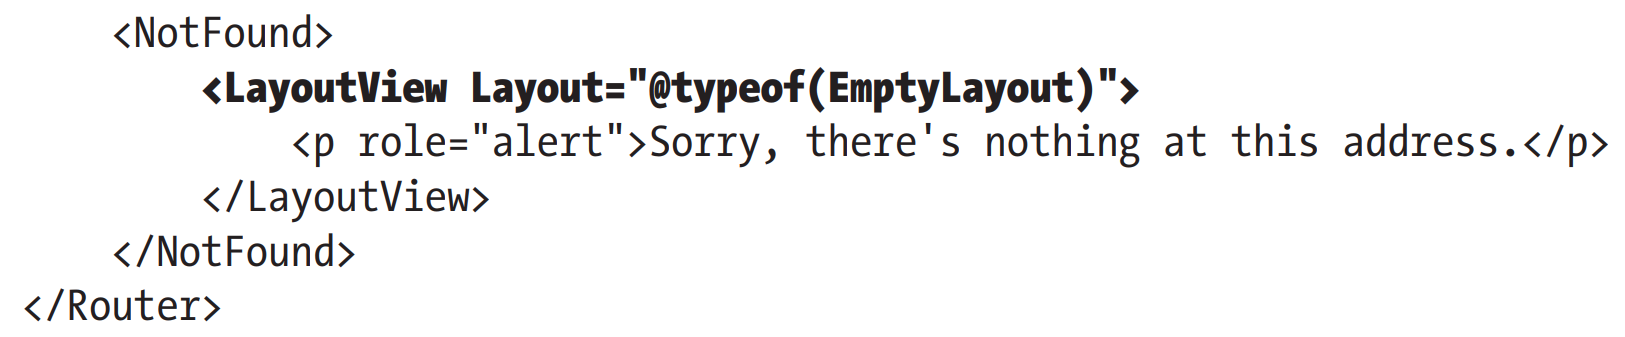 <NotFound>
<LayoutView Layout="@typeof(EmptyLayout)">
<p role="alert">Sorry, there's nothing at this address.</p>
</LayoutView>
</NotFound>
</Router>